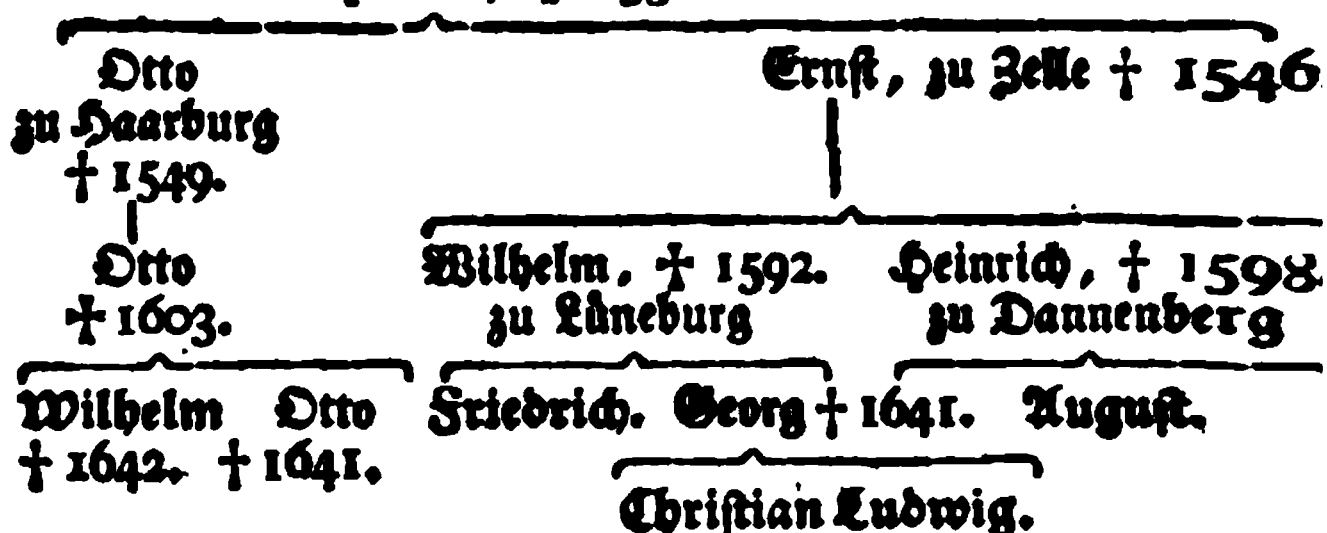 Otto
Ernst, zu Zelle † 1546.
zu Haarburg
† 1549.
Otto
Wilhelm, † 1592. Heinrich, † 1598.
† 1603.
zu Lůneburg
zu Dannenberg
Wilhelm Otto Friedrich. Georg † 1641. August.
† 1642. † 1641.
Christian Ludwig.